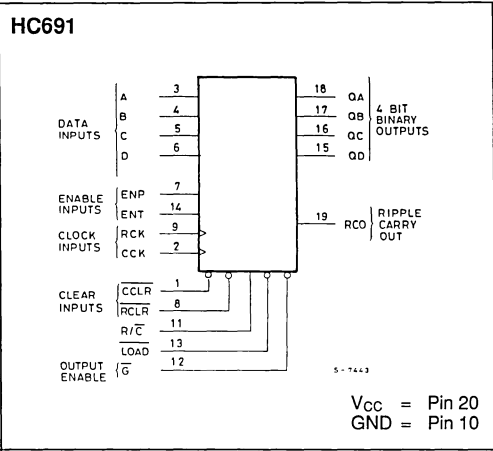 HC691
3 A 18 QA
4 B 17 QB
DATA INPUTS
4 BIT BINARY OUTPUTS
5 C 16 QC
6 D 15 QD
ENABLE INPUTS
ENP 7
ENT 14
19 RCO RIPPLE CARRY OUT
CLOCK INPUTS
RCK 9
CCK 2
CLEAR INPUTS
CCLR 1
RCLR 8
R/C 11
LOAD 13
OUTPUT ENABLE G 12
S-7443
VCC = Pin 20
GND = Pin 10